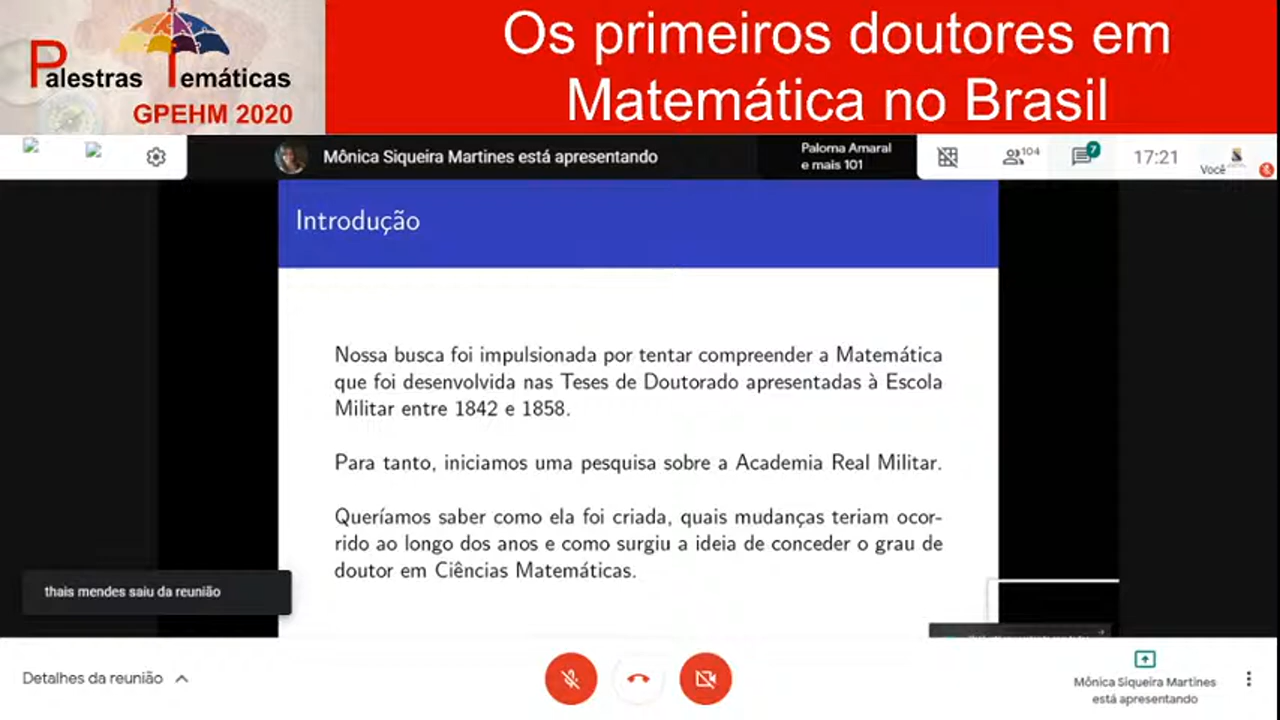 Palestras Temáticas
GPEHM 2020
Os primeiros doutores em
Matemática no Brasil
Mônica Siqueira Martines está apresentando
Paloma Amaral
e mais 101
104
7
17:21
Você
Introdução
Nossa busca foi impulsionada por tentar compreender a Matemática
que foi desenvolvida nas Teses de Doutorado apresentadas à Escola
Militar entre 1842 e 1858.
Para tanto, iniciamos uma pesquisa sobre a Academia Real Militar.
Queríamos saber como ela foi criada, quais mudanças teriam ocor-
rido ao longo dos anos e como surgiu a ideia de conceder o grau de
doutor em Ciências Matemáticas.
thais mendes saiu da reunião
Detalhes da reunião
Mônica Siqueira Martines
está apresentando